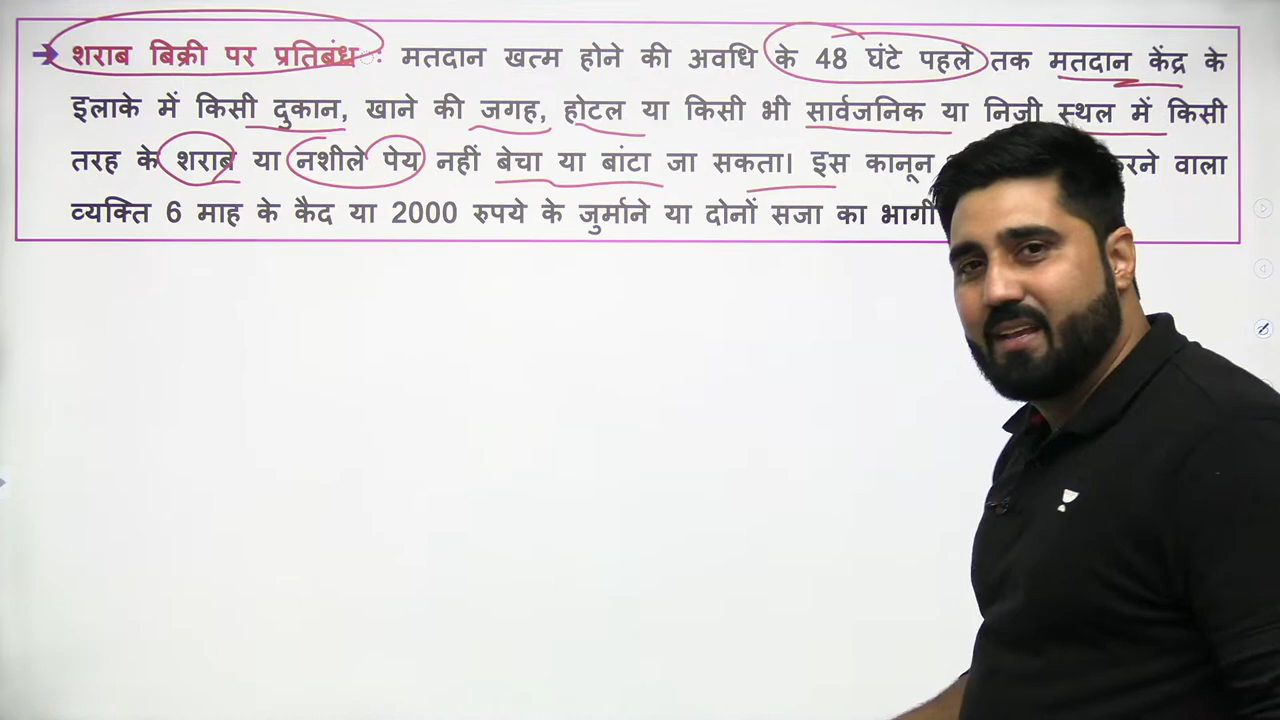 शराब बिक्री पर प्रतिबंध : मतदान खत्म होने की अवधि के 48 घंटे पहले तक मतदान केंद्र के
इलाके में किसी दुकान, खाने की जगह, होटल या किसी भी सार्वजनिक या निजी स्थल में किसी
तरह के शराब या नशीले पेय नहीं बेचा या बांटा जा सकता। इस कानून वाला
व्यक्ति 6 माह के कैद या 2000 रुपये के जुर्माने या दोनों सजा का भागी